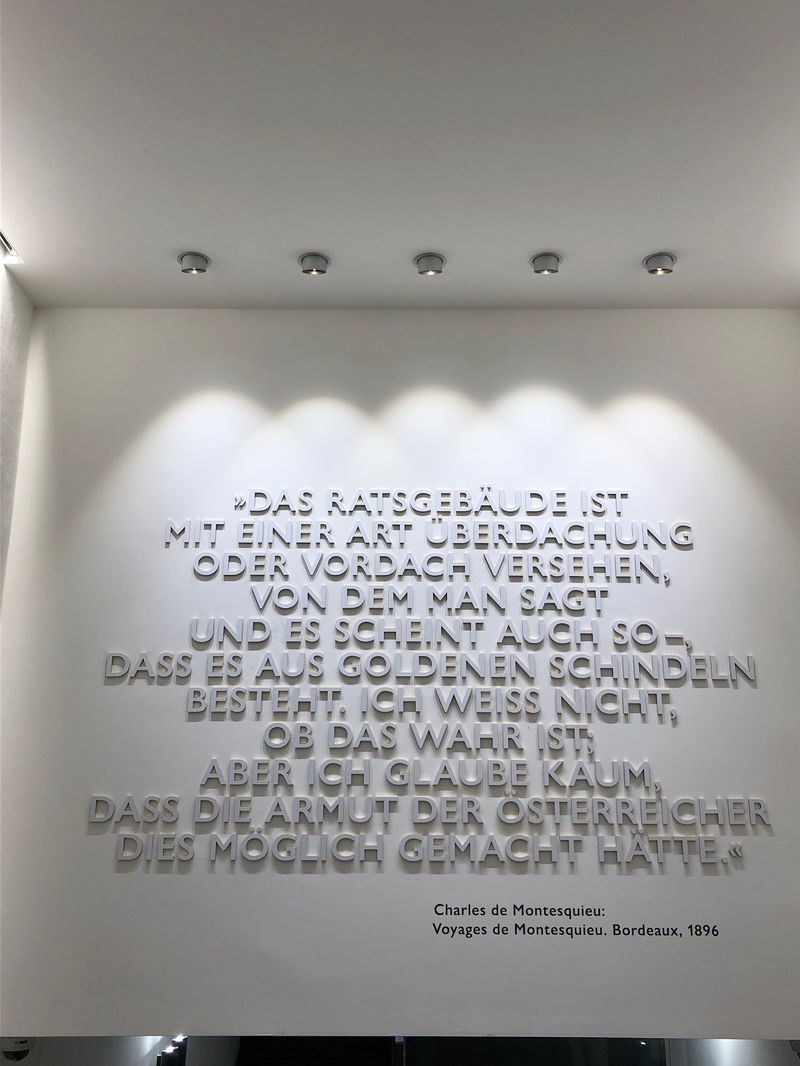 »DAS RATSGEBÄUDE IST
MIT EINER ART ÜBERDACHUNG
ODER VORDACH VERSEHEN,
VON DEM MAN SAGT
UND ES SCHEINT AUCH SO –,
DASS ES AUS GOLDENEN SCHINDELN
BESTEHT. ICH WEISS NICHT,
OB DAS WAHR IST;
ABER ICH GLAUBE KAUM,
DASS DIE ARMUT DER ÖSTERREICHER
DIES MÖGLICH GEMACHT HÄTTE.«
Charles de Montesquieu:
Voyages de Montesquieu. Bordeaux, 1896